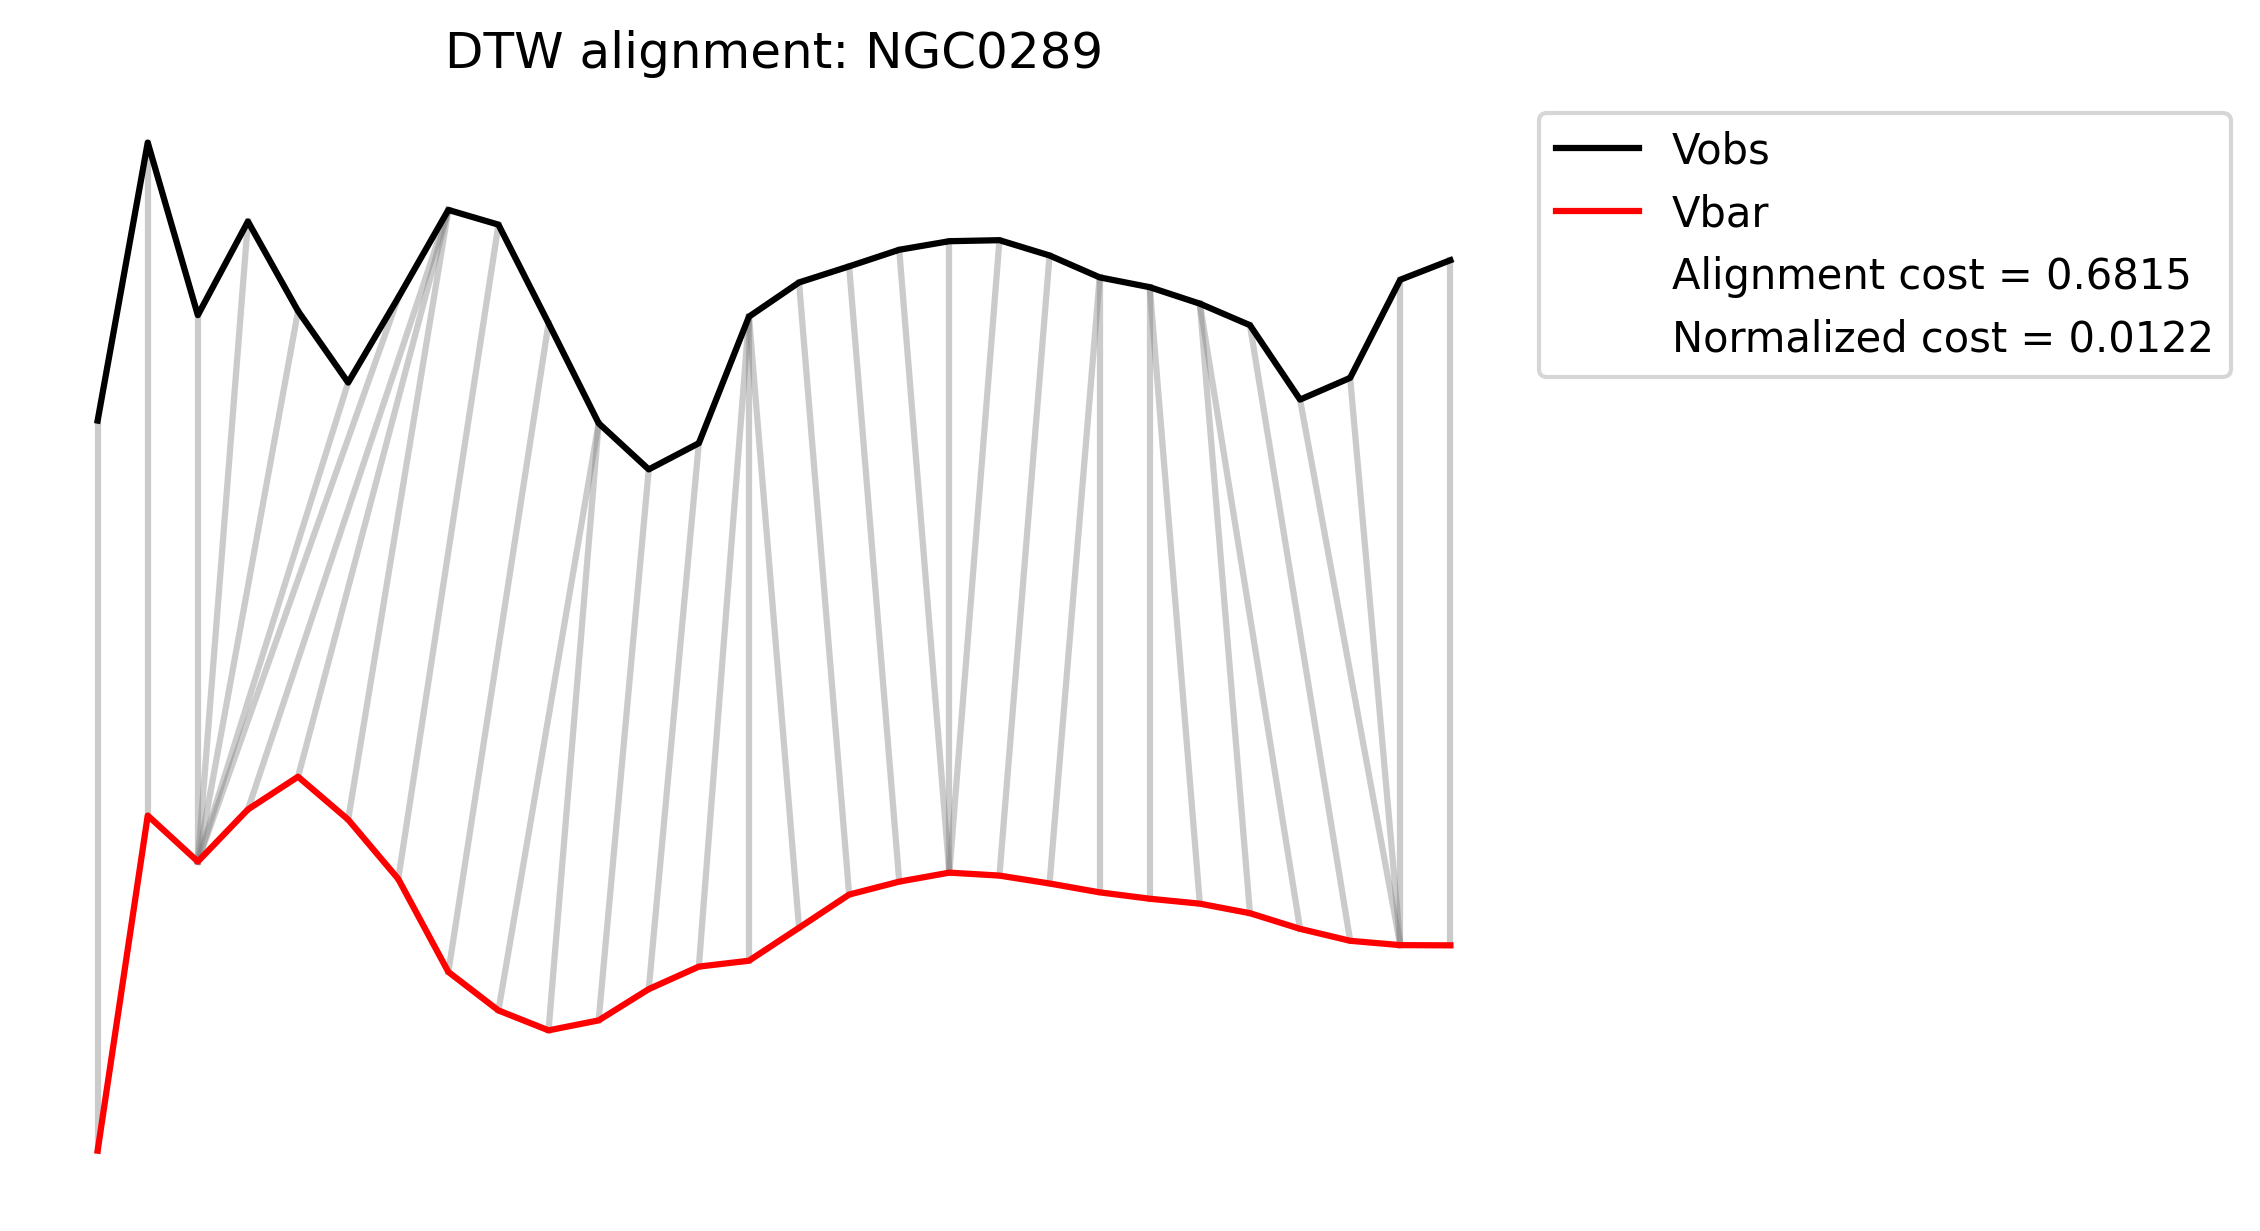 DTW alignment: NGC0289
Vobs
Vbar
Alignment cost = 0.6815
Normalized cost = 0.0122